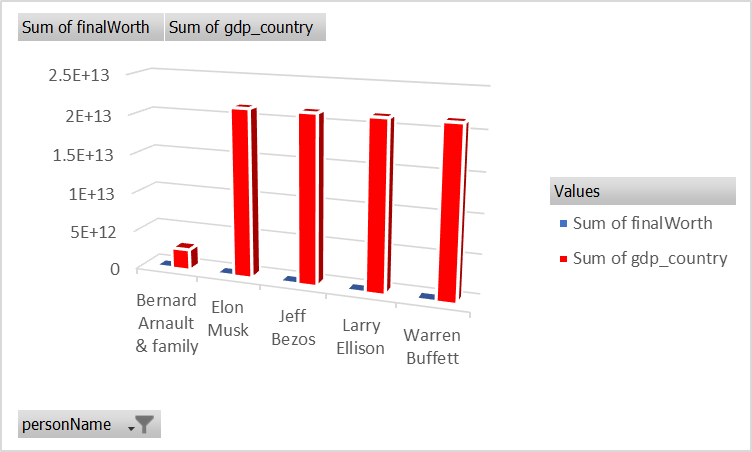 Sum of finalWorth Sum of gdp_country
2.5E+13
2E+13
1.5E+13
1E+13
5E+12
0
Bernard
Arnault
& family
Elon
Musk
Jeff
Bezos
Larry
Ellison
Warren
Buffett
Values
Sum of finalWorth
Sum of gdp_country
personName